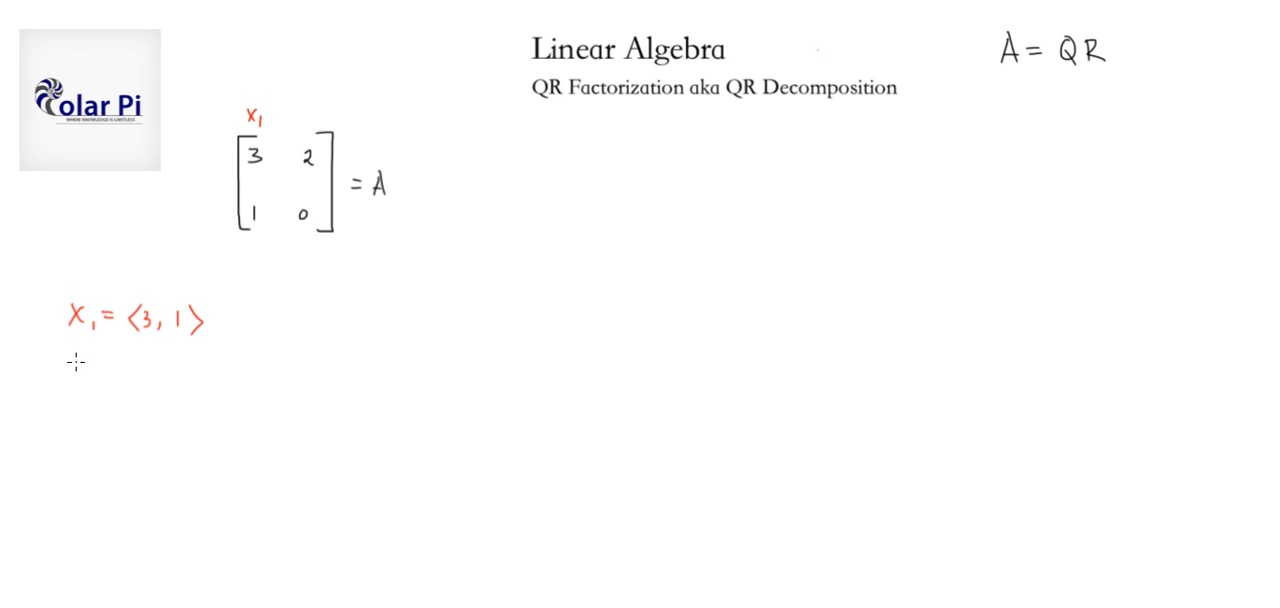 Linear Algebra
A = QR
QR Factorization aka QR Decomposition
olar Pi
WHERE KNOWLEDGE IS LIMITLESS
x₁
[3 2
1 0] = A
x₁ = ⟨3, 1⟩